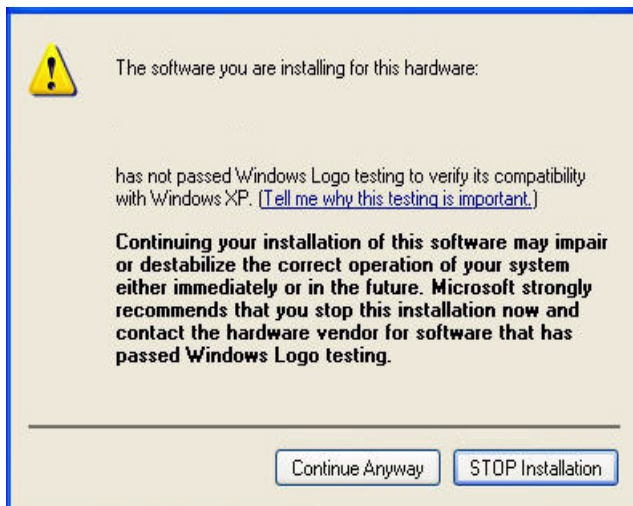 The software you are installing for this hardware:
has not passed Windows Logo testing to verify its compatibility
with Windows XP. (Tell me why this testing is important.)
Continuing your installation of this software may impair
or destabilize the correct operation of your system
either immediately or in the future. Microsoft strongly
recommends that you stop this installation now and
contact the hardware vendor for software that has
passed Windows Logo testing.
Continue Anyway
STOP Installation